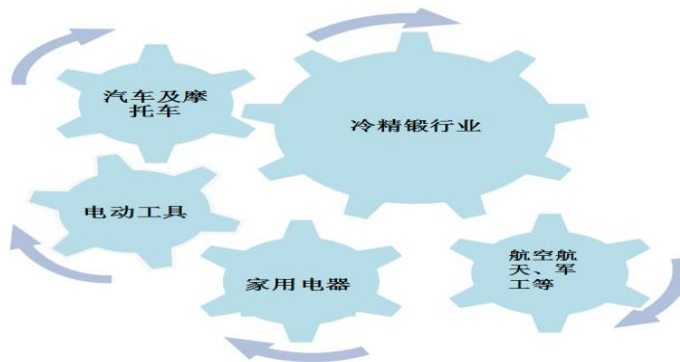 汽车及摩
托车
冷精锻行业
电动工具
家用电器
航空航
天、军
工等